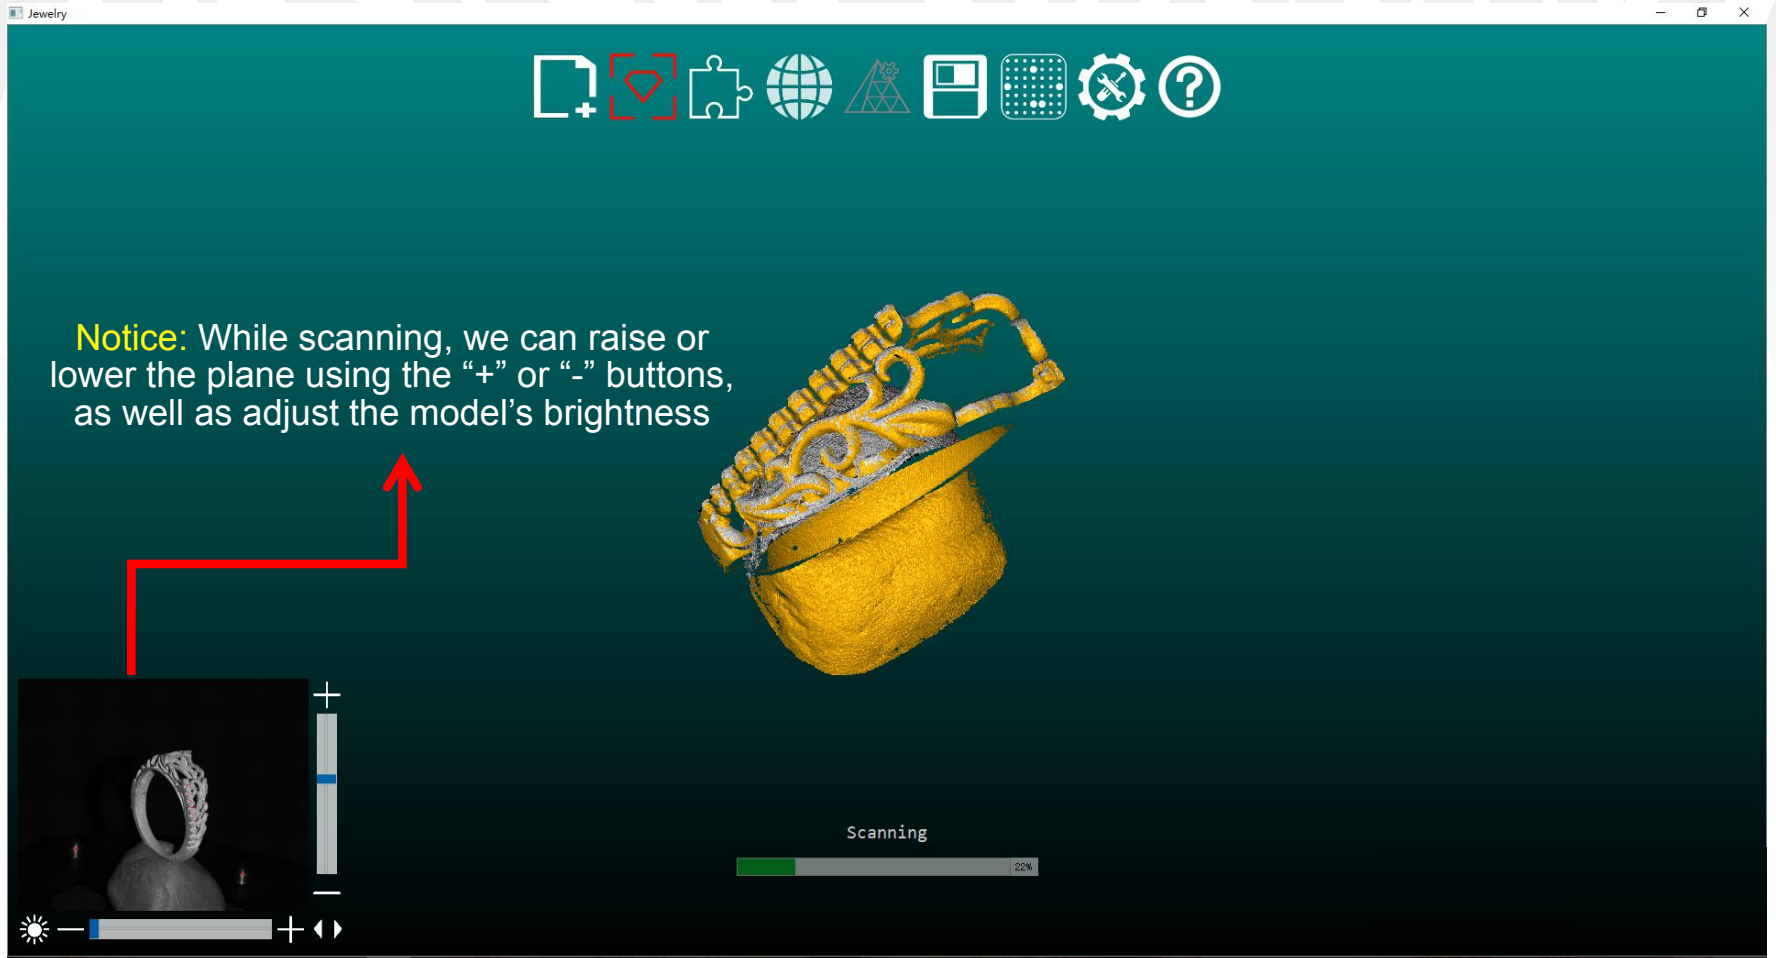 Jewelry
Notice: While scanning, we can raise or
lower the plane using the “+” or “-” buttons,
as well as adjust the model’s brightness
Scanning
22%